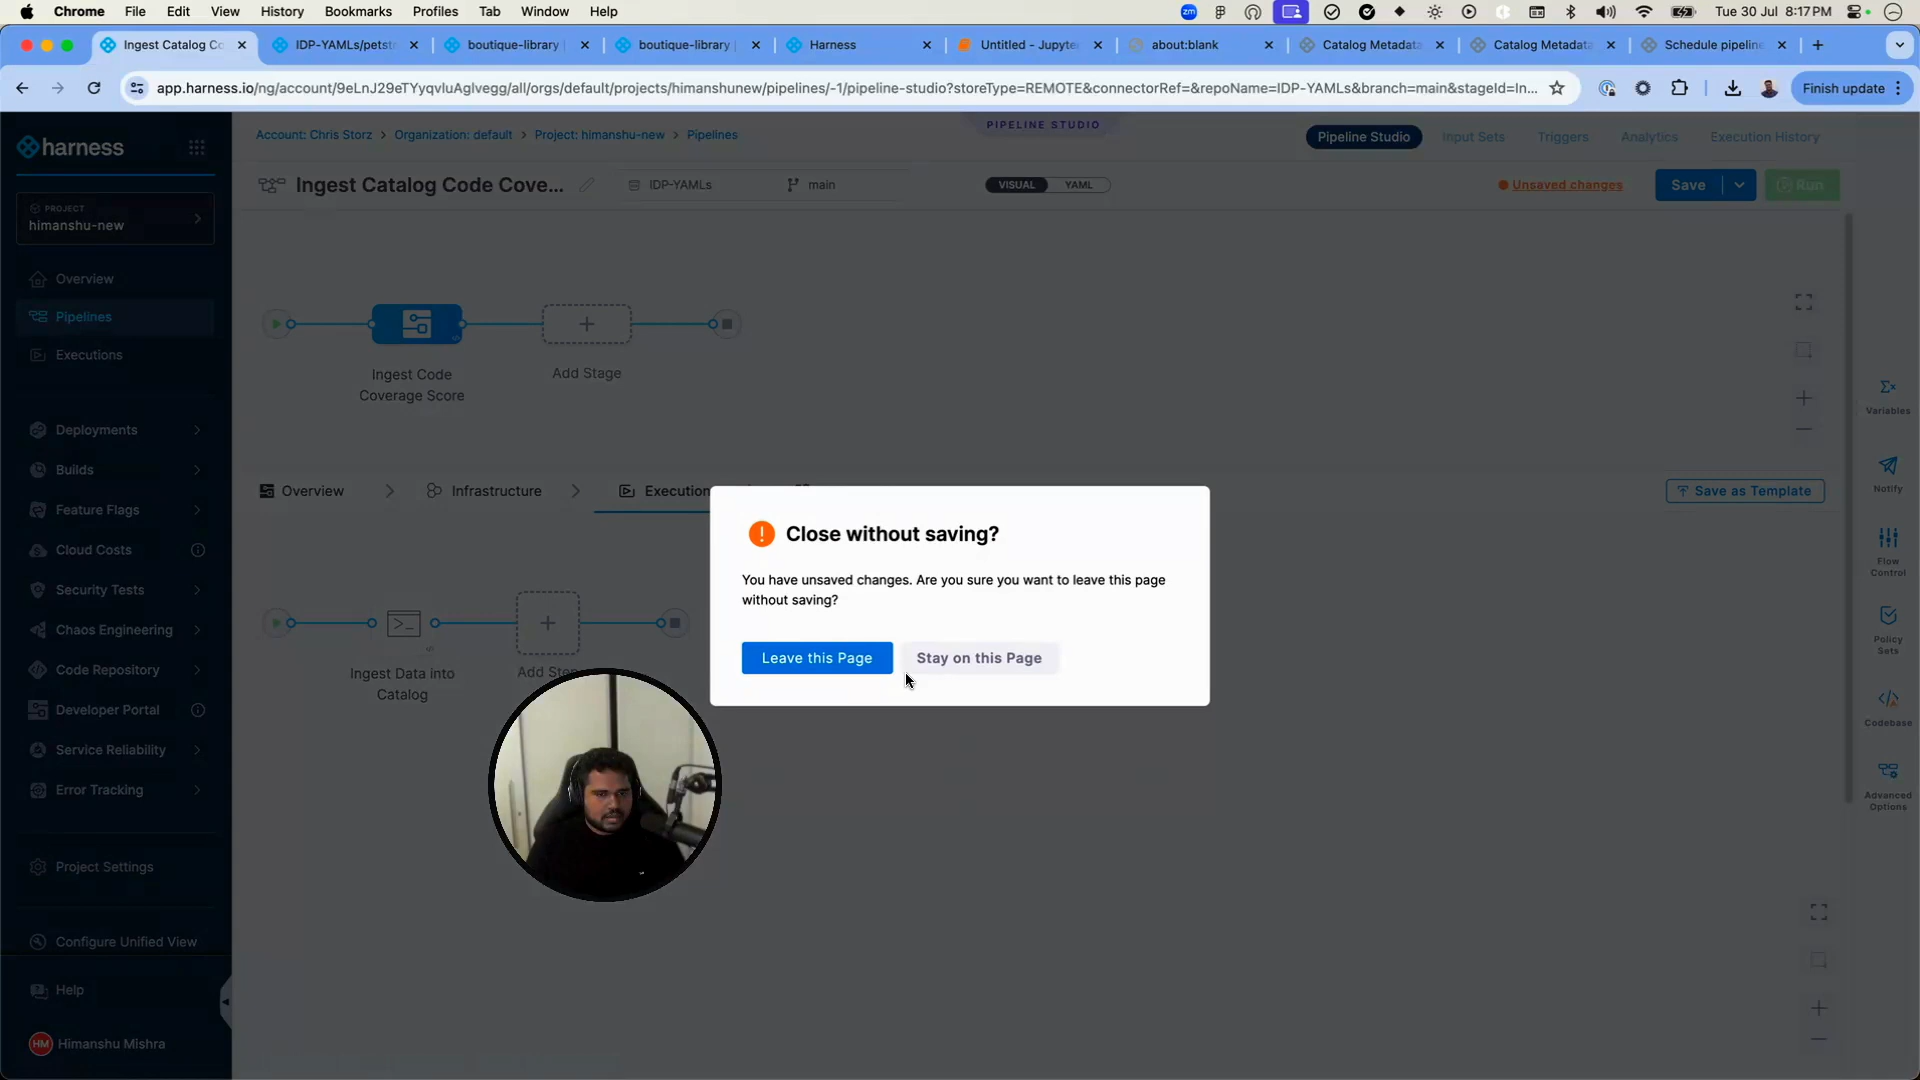 Chrome File Edit View History Bookmarks Profiles Tab Window Help
zm
Tue 30 Jul 8:17PM
Ingest Catalog Co
IDP-YAMLs/petst
boutique-library
boutique-library
Harness
Untitled - Jupyte
about:blank
Catalog Metadat
Catalog Metadat
Schedule pipelin
app.harness.io/ng/account/9eLnJ29eTYyqvluAglvegg/all/orgs/default/projects/himanshunew/pipelines/-1/pipeline-studio?storeType=REMOTE&connectorRef=&repoName=IDP-YAMLs&branch=main&stageId=In...
Finish update
harness
Account: Chris Storz > Organization: default > Project: himanshu-new > Pipelines
PIPELINE STUDIO
Pipeline Studio
Input Sets
Triggers
Analytics
Execution History
Ingest Catalog Code Cove...
IDP-YAMLs
main
VISUAL
YAML
Unsaved changes
Save
Run
PROJECT
himanshu-new
Overview
Pipelines
Executions
Deployments
Builds
Feature Flags
Cloud Costs
Security Tests
Chaos Engineering
Code Repository
Developer Portal
Service Reliability
Error Tracking
Project Settings
Configure Unified View
Help
HM
Himanshu Mishra
Ingest Code
Coverage Score
Add Stage
Overview
Infrastructure
Execution
Save as Template
Ingest Data into
Catalog
Add Step
Close without saving?
You have unsaved changes. Are you sure you want to leave this page
without saving?
Leave this Page
Stay on this Page
Variables
Notify
Flow
Control
Policy
Sets
Codebase
Advanced
Options